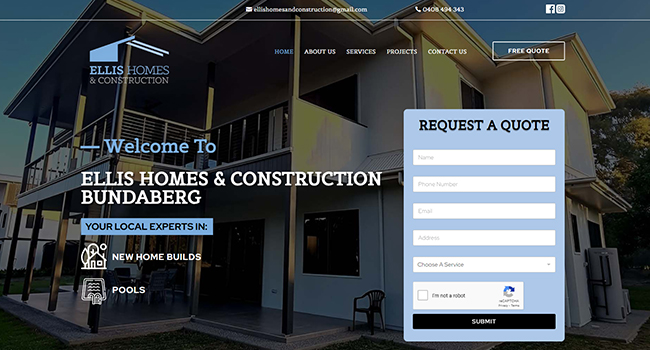 ellishomesandconstruction@gmail.com 0408 494 343
ELLIS HOMES
& CONSTRUCTION
HOME ABOUT US SERVICES PROJECTS CONTACT US FREE QUOTE
Welcome To
ELLIS HOMES & CONSTRUCTION
BUNDABERG
YOUR LOCAL EXPERTS IN:
NEW HOME BUILDS
POOLS
REQUEST A QUOTE
Name
Phone Number
Email
Address
Choose A Service
I'm not a robot
reCAPTCHA
Privacy - Terms
SUBMIT